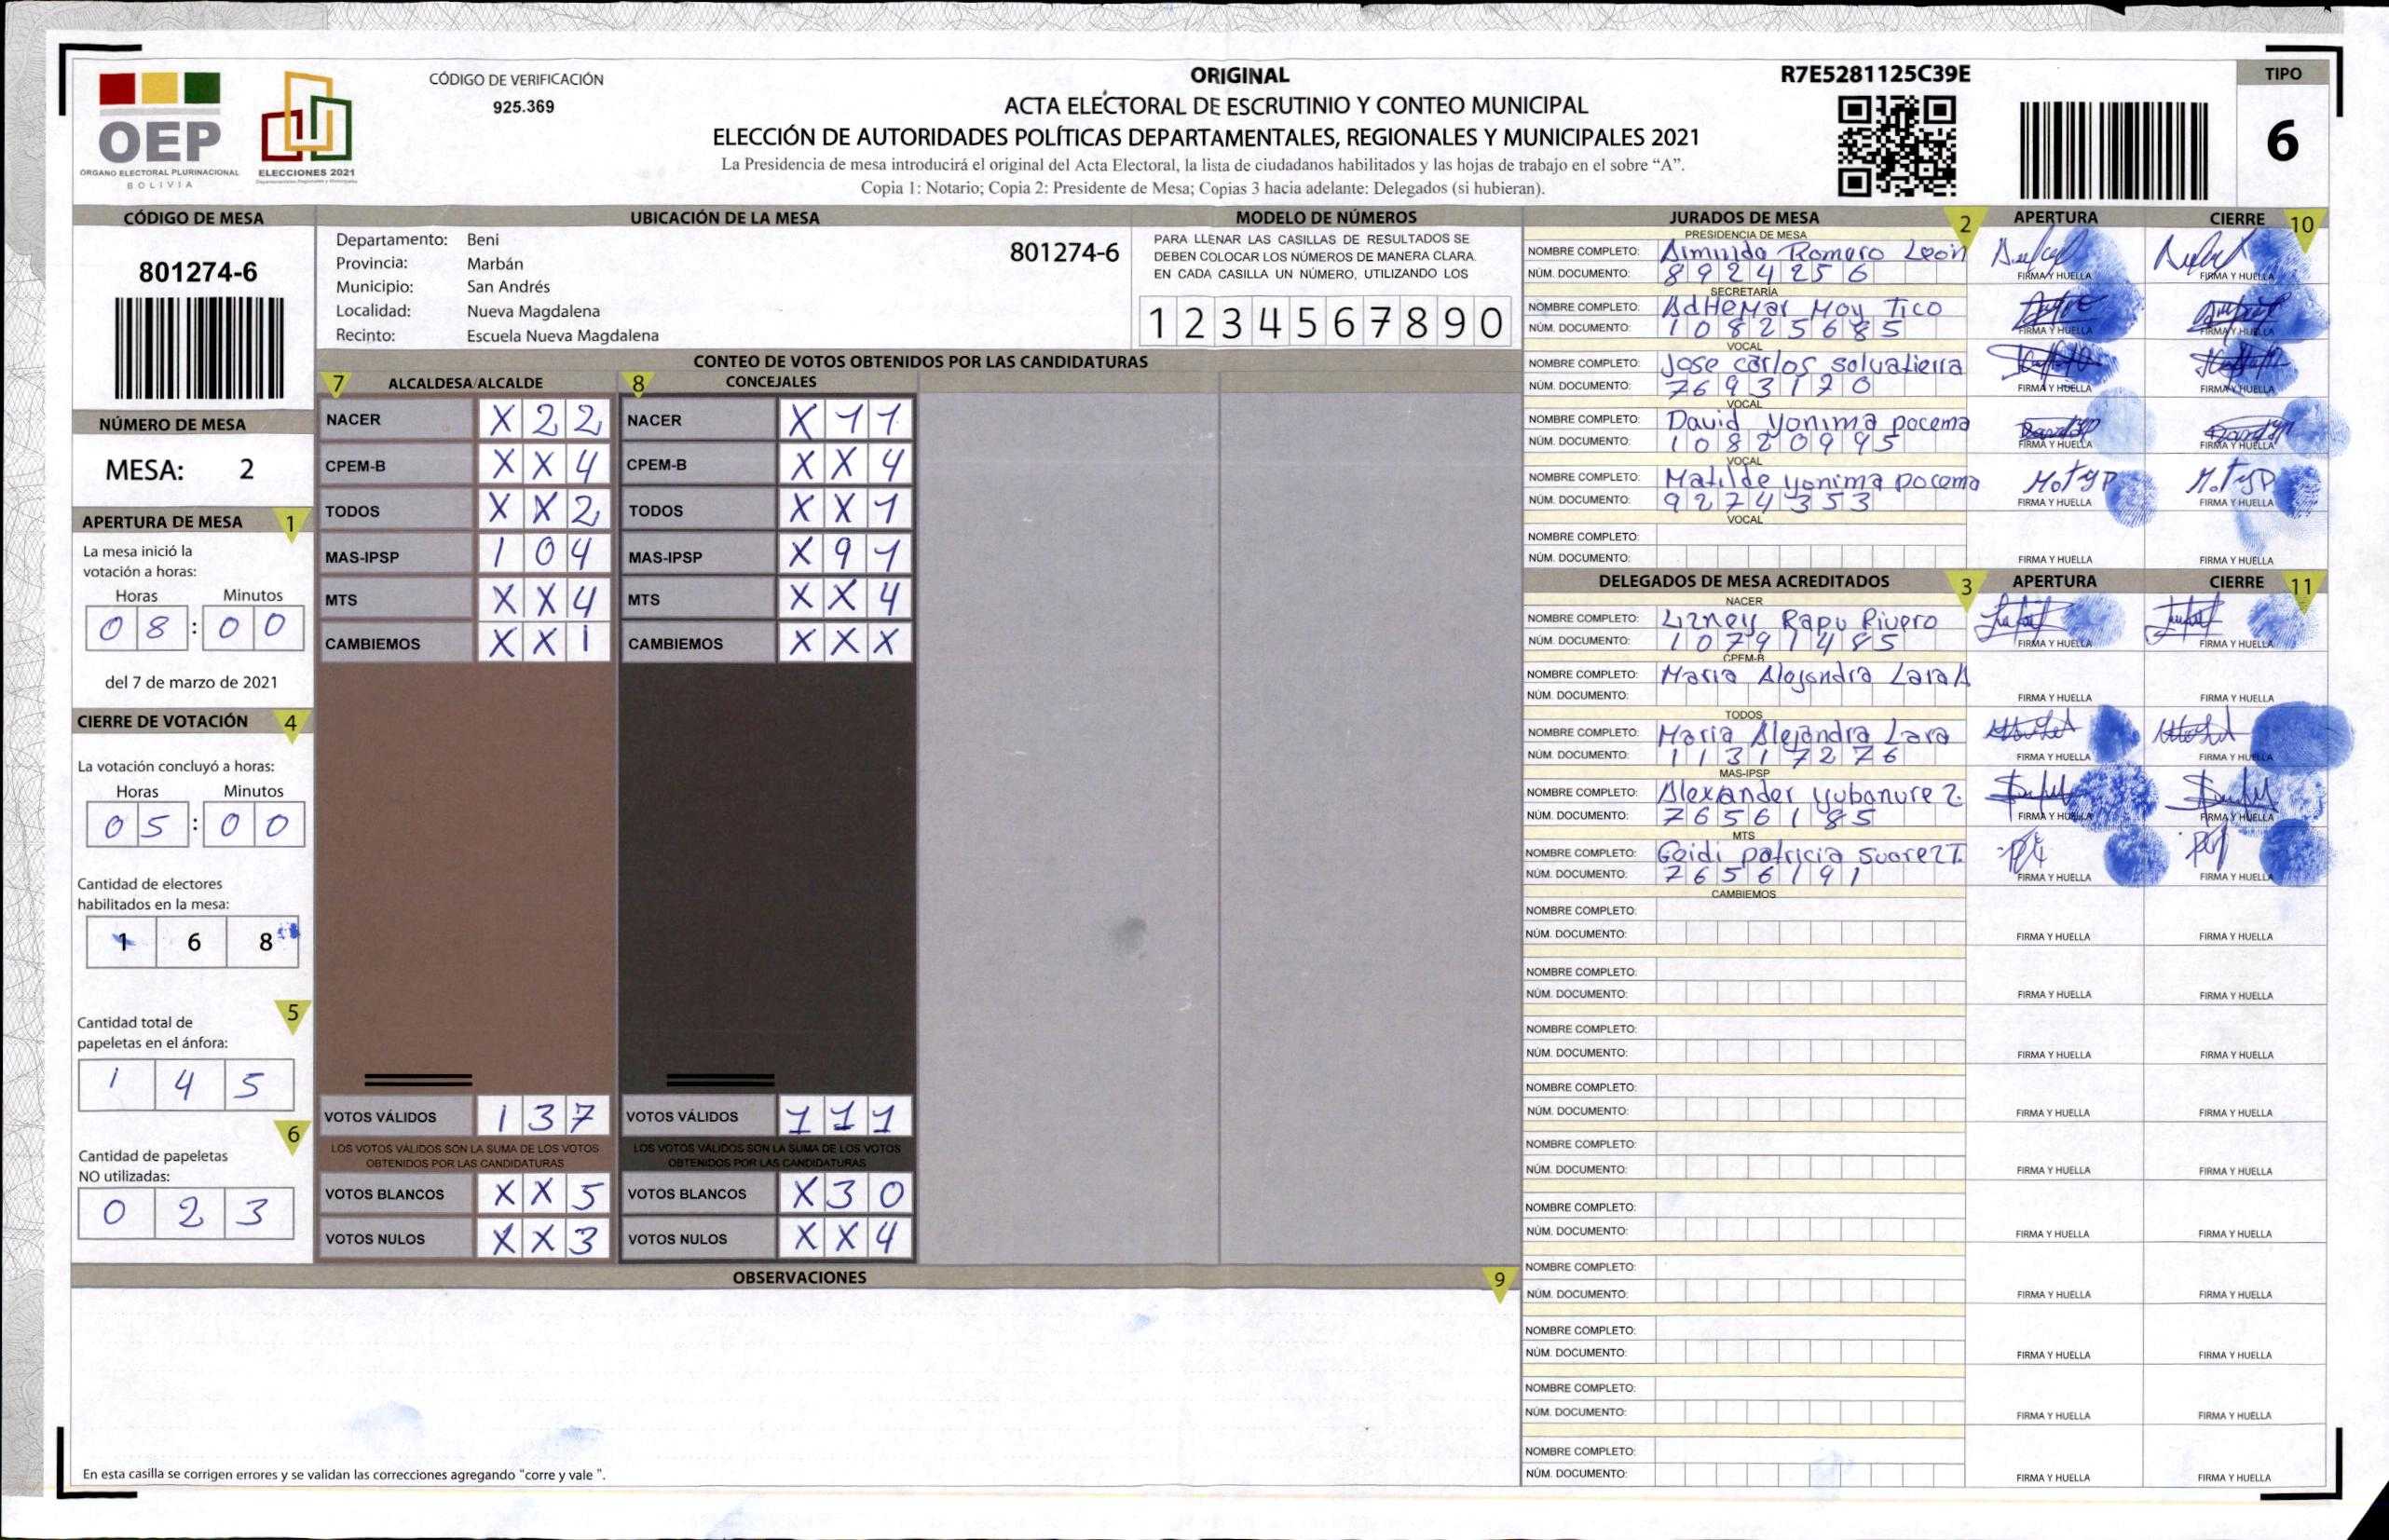 CÓDIGO DE VERIFICACIÓN
925.369
OEP
ÓRGANO ELECTORAL PLURINACIONAL
BOLIVIA
ELECCIONES 2021
ORIGINAL
ACTA ELECTORAL DE ESCRUTINIO Y CONTEO MUNICIPAL
ELECCIÓN DE AUTORIDADES POLÍTICAS DEPARTAMENTALES, REGIONALES Y MUNICIPALES 2021
La Presidencia de mesa introducirá el original del Acta Electoral, la lista de ciudadanos habilitados y las hojas de trabajo en el sobre “A”.
Copia 1: Notario; Copia 2: Presidente de Mesa; Copias 3 hacia adelante: Delegados (si hubieran).
R7E5281125C39E
TIPO
6
CÓDIGO DE MESA
801274-6
NÚMERO DE MESA
MESA: 2
APERTURA DE MESA 1
La mesa inició la
votación a horas:
Horas Minutos
08:00
del 7 de marzo de 2021
CIERRE DE VOTACIÓN 4
La votación concluyó a horas:
Horas Minutos
05:00
Cantidad de electores
habilitados en la mesa:
1 6 8
5
Cantidad total de
papeletas en el ánfora:
1 4 5
6
Cantidad de papeletas
NO utilizadas:
0 2 3
UBICACIÓN DE LA MESA
Departamento: Beni
Provincia: Marbán
Municipio: San Andrés
Localidad: Nueva Magdalena
Recinto: Escuela Nueva Magdalena
801274-6
MODELO DE NÚMEROS
PARA LLENAR LAS CASILLAS DE RESULTADOS SE
DEBEN COLOCAR LOS NÚMEROS DE MANERA CLARA.
EN CADA CASILLA UN NÚMERO, UTILIZANDO LOS
1 2 3 4 5 6 7 8 9 0
CONTEO DE VOTOS OBTENIDOS POR LAS CANDIDATURAS
7 ALCALDESA/ALCALDE 8 CONCEJALES
NACER X 2 2 NACER X 1 1
CPEM-B X X 4 CPEM-B X X 4
TODOS X X 2 TODOS X X 1
MAS-IPSP 1 0 4 MAS-IPSP X 9 1
MTS X X 4 MTS X X 4
CAMBIEMOS X X 1 CAMBIEMOS X X X
VOTOS VÁLIDOS 1 3 7 VOTOS VÁLIDOS 1 1 1
LOS VOTOS VÁLIDOS SON LA SUMA DE LOS VOTOS LOS VOTOS VÁLIDOS SON LA SUMA DE LOS VOTOS
OBTENIDOS POR LAS CANDIDATURAS OBTENIDOS POR LAS CANDIDATURAS
VOTOS BLANCOS X X 5 VOTOS BLANCOS X 3 0
VOTOS NULOS X X 3 VOTOS NULOS X X 4
OBSERVACIONES 9
En esta casilla se corrigen errores y se validan las correcciones agregando "corre y vale ".
JURADOS DE MESA 2 APERTURA CIERRE 10
PRESIDENCIA DE MESA
NOMBRE COMPLETO: Almilda Romero Leon
NÚM. DOCUMENTO: 8924256 FIRMA Y HUELLA FIRMA Y HUELLA
SECRETARÍA
NOMBRE COMPLETO: AdHeMar Moy Tico
NÚM. DOCUMENTO: 10825685 FIRMA Y HUELLA FIRMA Y HUELLA
VOCAL
NOMBRE COMPLETO: Jose carlos salvatierra
NÚM. DOCUMENTO: 7693170 FIRMA Y HUELLA FIRMA Y HUELLA
VOCAL
NOMBRE COMPLETO: David yonima pocema
NÚM. DOCUMENTO: 10820995 FIRMA Y HUELLA FIRMA Y HUELLA
VOCAL
NOMBRE COMPLETO: Matilde yonima pocema
NÚM. DOCUMENTO: 9274353 FIRMA Y HUELLA FIRMA Y HUELLA
VOCAL
NOMBRE COMPLETO:
NÚM. DOCUMENTO: FIRMA Y HUELLA FIRMA Y HUELLA
DELEGADOS DE MESA ACREDITADOS 3 APERTURA CIERRE 11
NACER
NOMBRE COMPLETO: Lizney Rapu Rivero
NÚM. DOCUMENTO: 10791485 FIRMA Y HUELLA FIRMA Y HUELLA
CPEM-B
NOMBRE COMPLETO: Maria Alejandra Lara A
NÚM. DOCUMENTO: FIRMA Y HUELLA FIRMA Y HUELLA
TODOS
NOMBRE COMPLETO: Maria Alejandra Lara
NÚM. DOCUMENTO: 11317276 FIRMA Y HUELLA FIRMA Y HUELLA
MAS-IPSP
NOMBRE COMPLETO: Alexander yubanure Z.
NÚM. DOCUMENTO: 7656185 FIRMA Y HUELLA FIRMA Y HUELLA
MTS
NOMBRE COMPLETO: Geidi patricia suarez T.
NÚM. DOCUMENTO: 7656191 FIRMA Y HUELLA FIRMA Y HUELLA
CAMBIEMOS
NOMBRE COMPLETO:
NÚM. DOCUMENTO: FIRMA Y HUELLA FIRMA Y HUELLA
NOMBRE COMPLETO:
NÚM. DOCUMENTO: FIRMA Y HUELLA FIRMA Y HUELLA
NOMBRE COMPLETO:
NÚM. DOCUMENTO: FIRMA Y HUELLA FIRMA Y HUELLA
NOMBRE COMPLETO:
NÚM. DOCUMENTO: FIRMA Y HUELLA FIRMA Y HUELLA
NOMBRE COMPLETO:
NÚM. DOCUMENTO: FIRMA Y HUELLA FIRMA Y HUELLA
NOMBRE COMPLETO:
NÚM. DOCUMENTO: FIRMA Y HUELLA FIRMA Y HUELLA
NOMBRE COMPLETO:
NÚM. DOCUMENTO: FIRMA Y HUELLA FIRMA Y HUELLA
NOMBRE COMPLETO:
NÚM. DOCUMENTO: FIRMA Y HUELLA FIRMA Y HUELLA
NOMBRE COMPLETO:
NÚM. DOCUMENTO: FIRMA Y HUELLA FIRMA Y HUELLA
NOMBRE COMPLETO:
NÚM. DOCUMENTO: FIRMA Y HUELLA FIRMA Y HUELLA